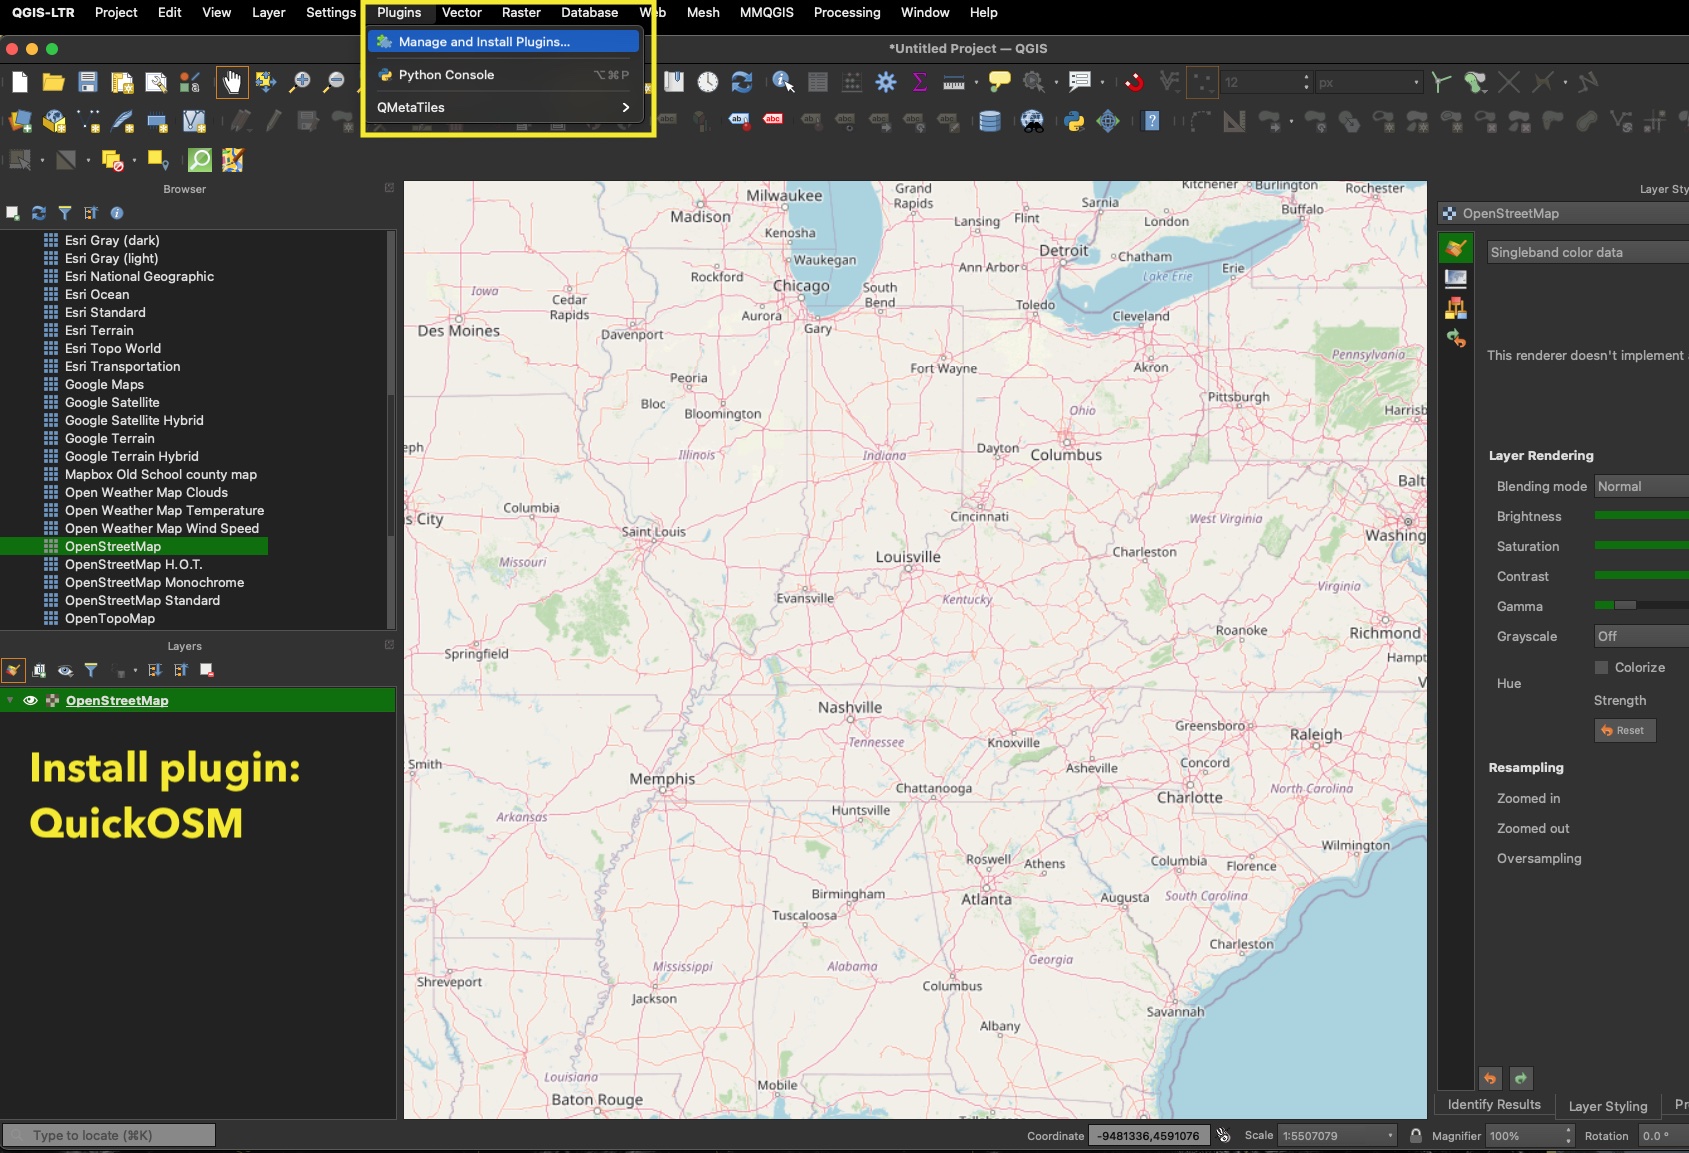 QGIS-LTR Project Edit View Layer Settings Plugins Vector Raster Database Web Mesh MMQGIS Processing Window Help
Manage and Install Plugins...
Python Console ⌥⌘P
QMetaTiles
*Untitled Project — QGIS
12 px
abc abc
Browser
Esri Gray (dark)
Esri Gray (light)
Esri National Geographic
Esri Ocean
Esri Standard
Esri Terrain
Esri Topo World
Esri Transportation
Google Maps
Google Satellite
Google Satellite Hybrid
Google Terrain
Google Terrain Hybrid
Mapbox Old School county map
Open Weather Map Clouds
Open Weather Map Temperature
Open Weather Map Wind Speed
OpenStreetMap
OpenStreetMap H.O.T.
OpenStreetMap Monochrome
OpenStreetMap Standard
OpenTopoMap
Layers
OpenStreetMap
Install plugin:
QuickOSM
Milwaukee
Grand
Rapids
Kitchener
Burlington
Rochester
Madison
Lansing
Flint
Sarnia
London
Buffalo
Kenosha
Waukegan
Detroit
Chatham
Rockford
Ann Arbor
Lake Erie
Erie
Iowa
Cedar
Rapids
Chicago
South
Bend
Toledo
Aurora
Gary
Cleveland
Des Moines
Davenport
Pennsylvania
Fort Wayne
Akron
Peoria
Pittsburgh
Bloc
Bloomington
Ohio
Harrisb
eph
Illinois
Indiana
Dayton
Columbus
Balt
s City
Columbia
Saint Louis
Cincinnati
West Virginia
Washing
Missouri
Louisville
Charleston
Evansville
Kentucky
Virginia
Roanoke
Richmond
Springfield
Hampt
V
Nashville
Tennessee
Knoxville
Greensboro
Raleigh
Smith
Memphis
Asheville
Concord
Chattanooga
Charlotte
North Carolina
Arkansas
Huntsville
Roswell
Athens
Columbia
Florence
Wilmington
Birmingham
Atlanta
Augusta
South Carolina
Tuscaloosa
Charleston
Mississippi
Alabama
Georgia
Shreveport
Jackson
Columbus
Savannah
Albany
Louisiana
Mobile
Baton Rouge
Layer Sty
OpenStreetMap
Singleband color data
This renderer doesn't implement
Layer Rendering
Blending mode Normal
Brightness
Saturation
Contrast
Gamma
Grayscale Off
Colorize
Hue
Strength
Reset
Resampling
Zoomed in
Zoomed out
Oversampling
Identify Results Layer Styling Pr
Type to locate (⌘K)
Coordinate -9481336,4591076 Scale 1:5507079 Magnifier 100% Rotation 0.0 °